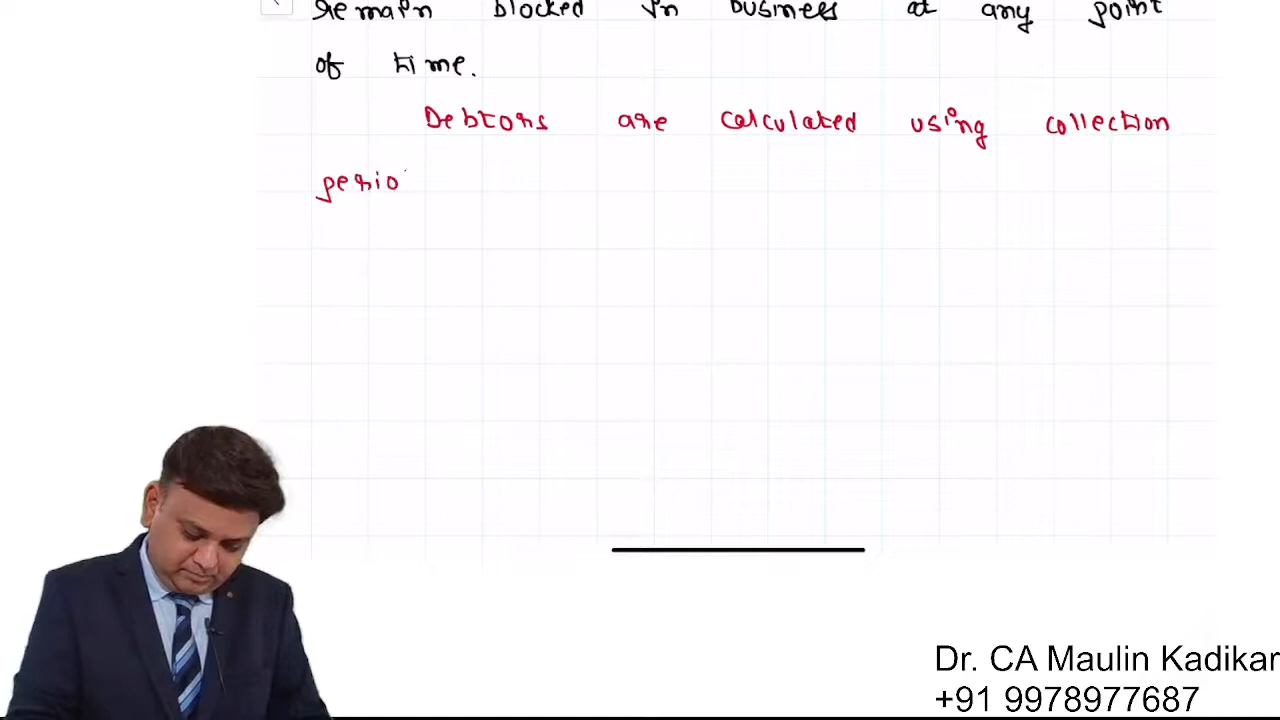 remain blocked in business at any point
of time.
Debtors are calculated using collection
perio
Dr. CA Maulin Kadikar
+91 9978977687